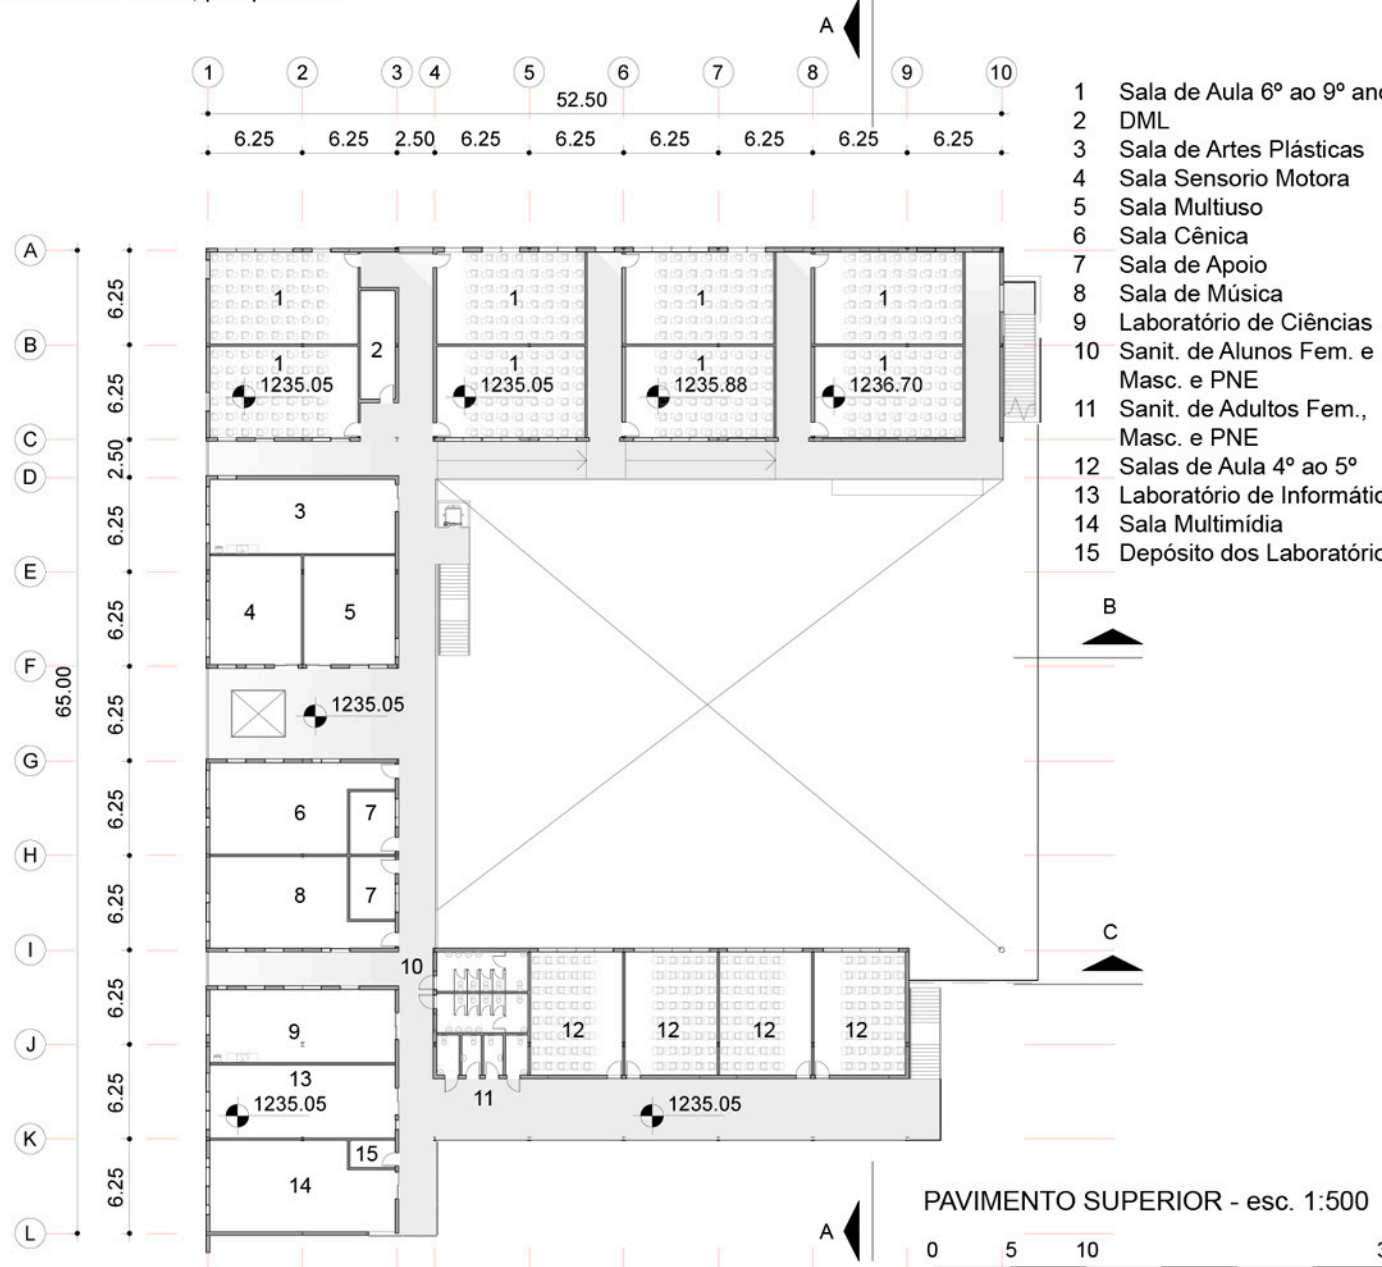 A
1 2 3 4 5 6 7 8 9 10
52.50
6.25 6.25 2.50 6.25 6.25 6.25 6.25 6.25 6.25
1 Sala de Aula 6º ao 9º ano
2 DML
3 Sala de Artes Plásticas
4 Sala Sensorio Motora
5 Sala Multiuso
6 Sala Cênica
7 Sala de Apoio
8 Sala de Música
9 Laboratório de Ciências
10 Sanit. de Alunos Fem. e
Masc. e PNE
11 Sanit. de Adultos Fem.,
Masc. e PNE
12 Salas de Aula 4º ao 5º
13 Laboratório de Informátic
14 Sala Multimídia
15 Depósito dos Laboratório
A
6.25
1 1 1 1
B
2
1 1 1 1
6.25
1235.05 1235.05 1235.88 1236.70
C
2.50
D
6.25
3
E
6.25
4 5
B
F
65.00
6.25
1235.05
G
6.25
6 7
H
6.25
8 7
I
C
10
6.25
9
12 12 12 12
J
6.25
13
11
1235.05 1235.05
K
15
6.25
14
L
A
PAVIMENTO SUPERIOR - esc. 1:500
0 5 10 3